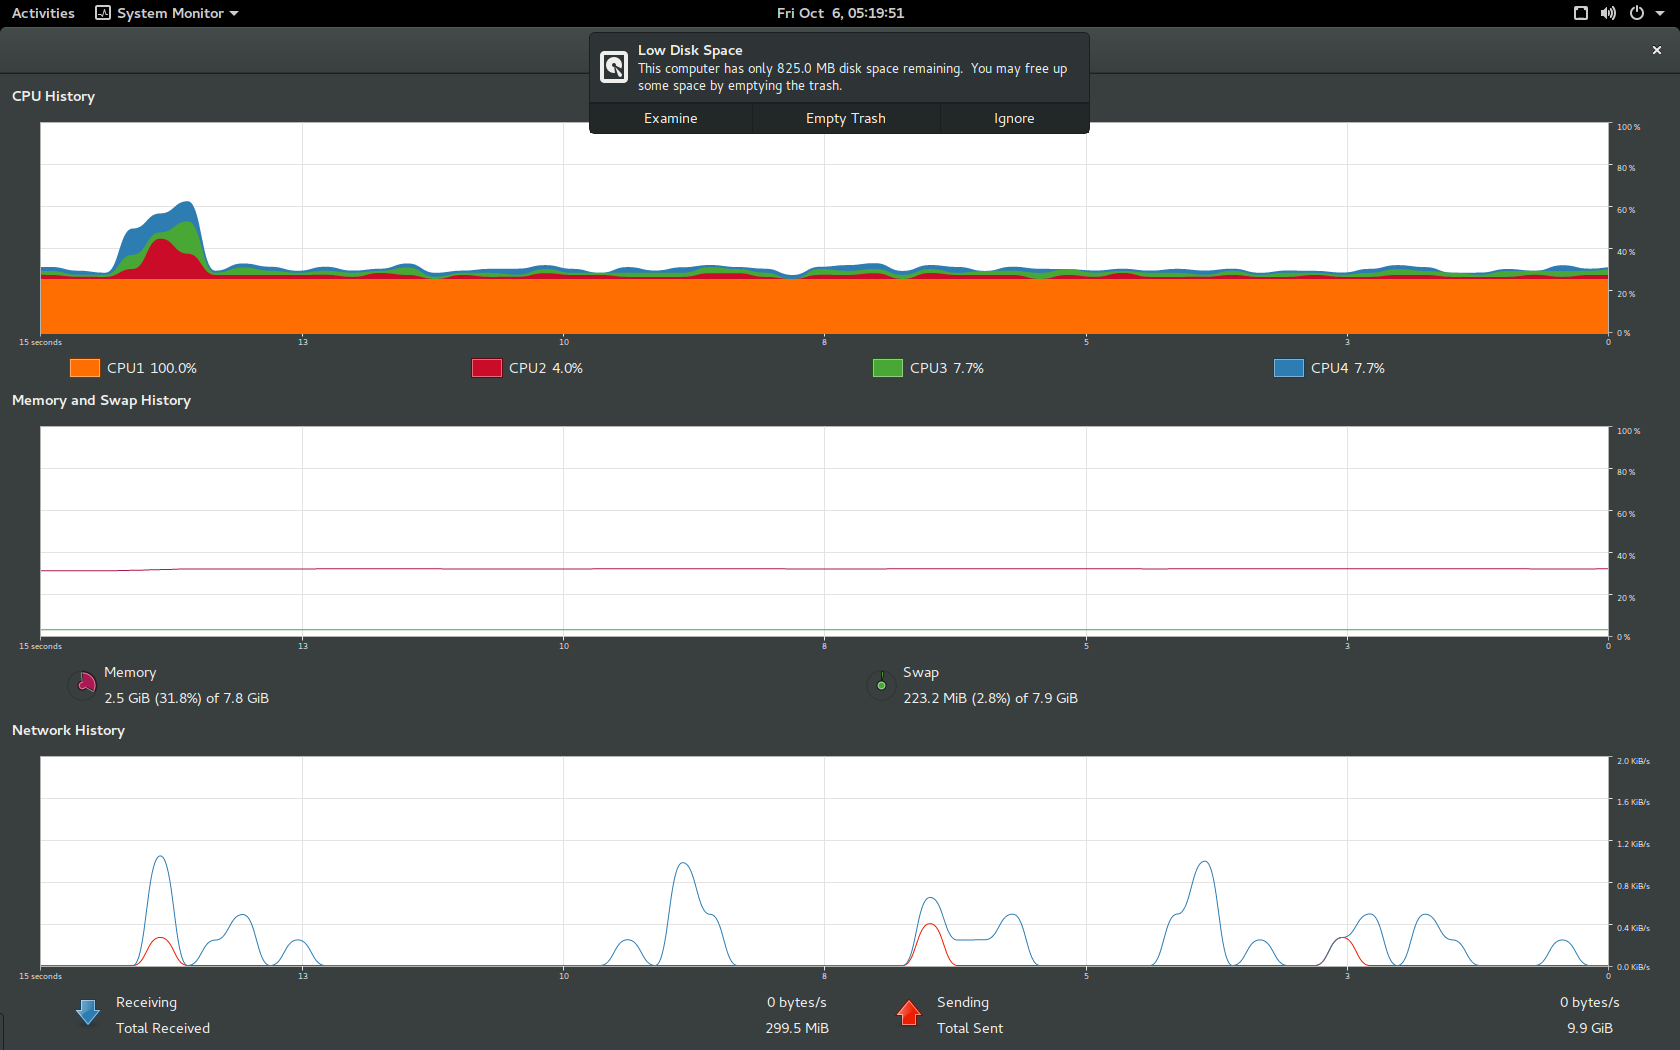 Activities System Monitor Fri Oct 6, 05:19:51
Low Disk Space
This computer has only 825.0 MB disk space remaining. You may free up
some space by emptying the trash.
Examine Empty Trash Ignore
CPU History
100 %
80 %
60 %
40 %
20 %
0 %
15 seconds 13 10 8 5 3 0
CPU1 100.0% CPU2 4.0% CPU3 7.7% CPU4 7.7%
Memory and Swap History
100 %
80 %
60 %
40 %
20 %
0 %
15 seconds 13 10 8 5 3 0
Memory Swap
2.5 GiB (31.8%) of 7.8 GiB 223.2 MiB (2.8%) of 7.9 GiB
Network History
2.0 KiB/s
1.6 KiB/s
1.2 KiB/s
0.8 KiB/s
0.4 KiB/s
0.0 KiB/s
15 seconds 13 10 8 5 3 0
Receiving 0 bytes/s Sending 0 bytes/s
Total Received 299.5 MiB Total Sent 9.9 GiB